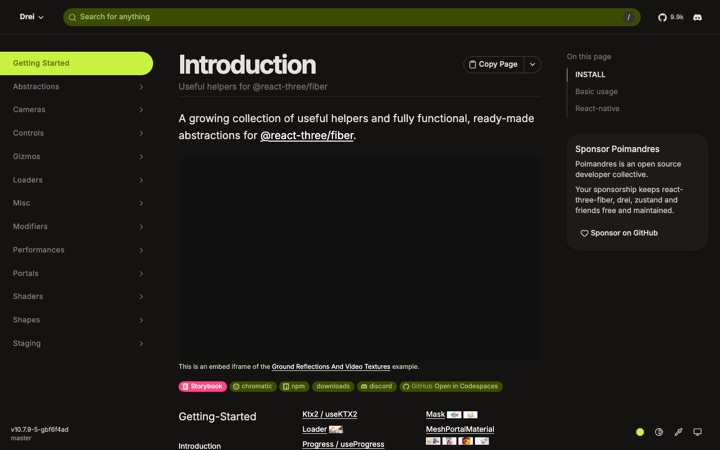 Drei
Search for anything
/
9.9k
Getting Started
Abstractions
Cameras
Controls
Gizmos
Loaders
Misc
Modifiers
Performances
Portals
Shaders
Shapes
Staging
v10.7.9-5-gbf6f4ad
master
Introduction
Copy Page
Useful helpers for @react-three/fiber
A growing collection of useful helpers and fully functional, ready-made
abstractions for @react-three/fiber.
This is an embed iframe of the Ground Reflections And Video Textures example.
Storybook chromatic npm downloads discord GitHub Open in Codespaces
Getting-Started
Introduction
Ktx2 / useKTX2
Loader
Progress / useProgress
Mask
MeshPortalMaterial
On this page
INSTALL
Basic usage
React-native
Sponsor Poimandres
Poimandres is an open source
developer collective.
Your sponsorship keeps react-
three-fiber, drei, zustand and
friends free and maintained.
Sponsor on GitHub